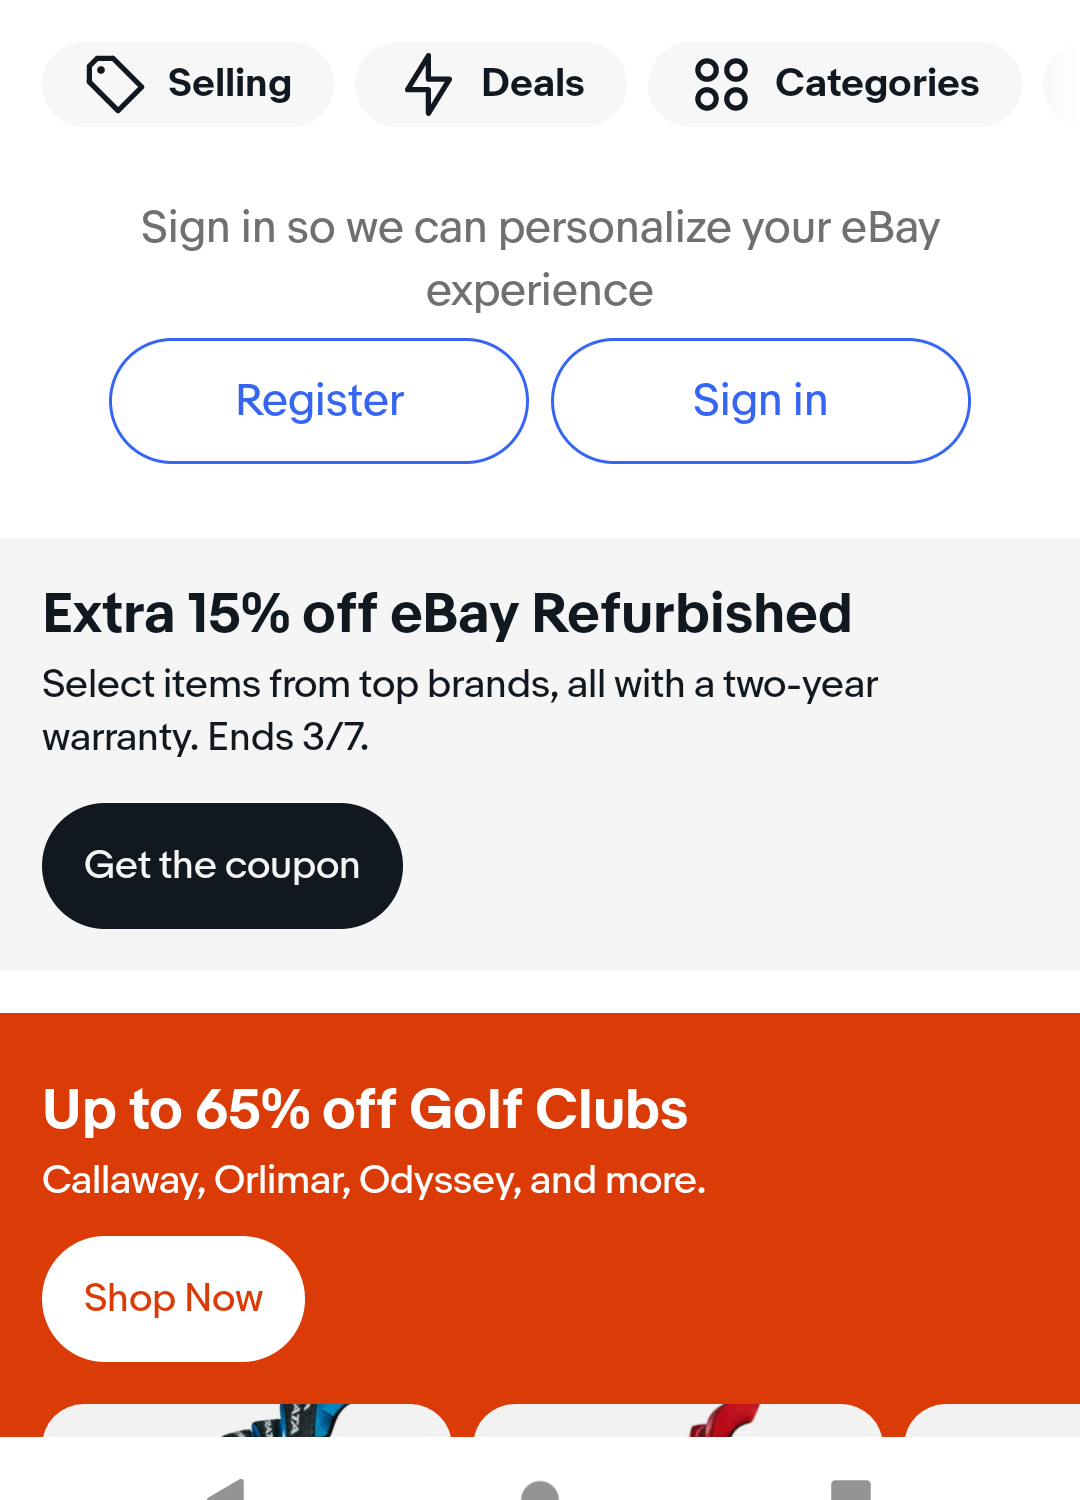 Selling
Deals
Categories
Sign in so we can personalize your eBay
experience
Register
Sign in
Extra 15% off eBay Refurbished
Select items from top brands, all with a two-year
warranty. Ends 3/7.
Get the coupon
Up to 65% off Golf Clubs
Callaway, Orlimar, Odyssey, and more.
Shop Now